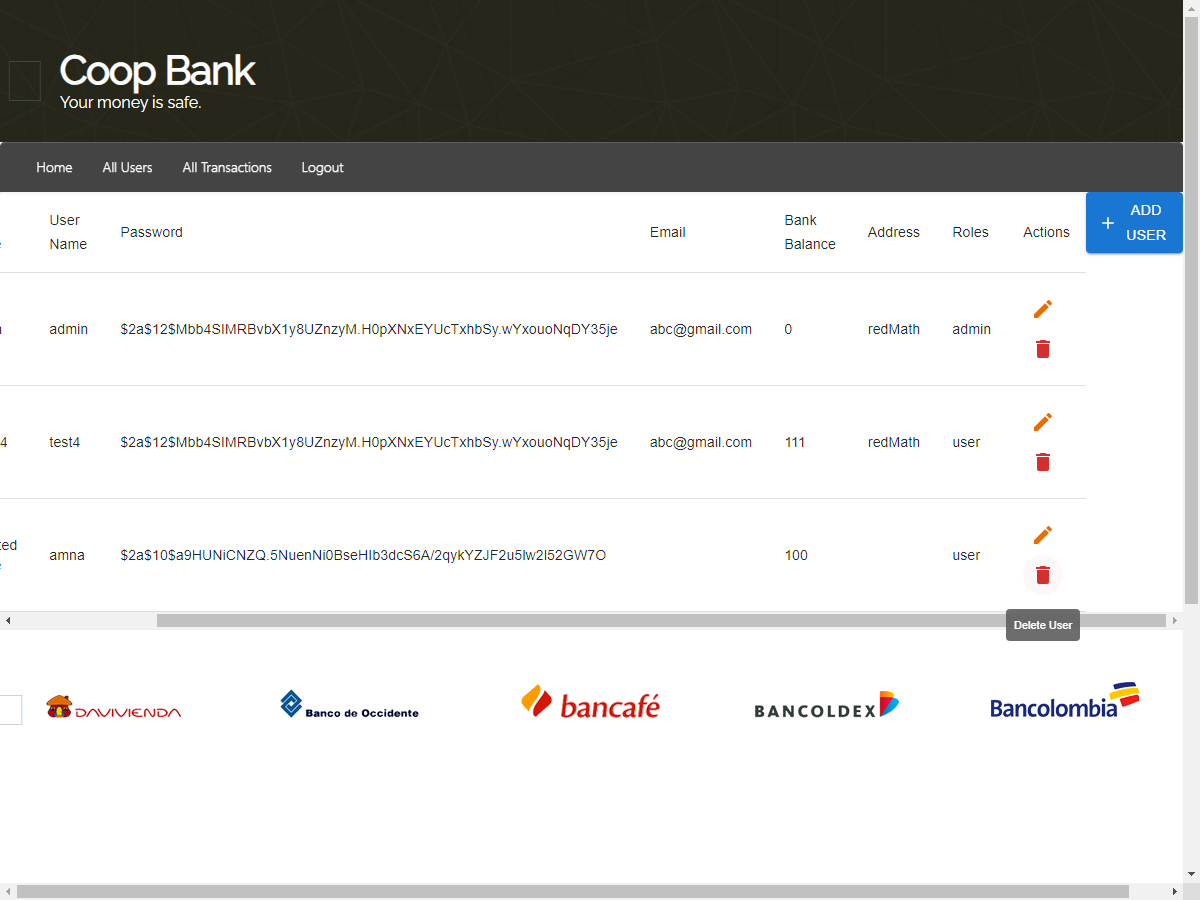 Coop Bank
Your money is safe.
Home All Users All Transactions Logout
User Name Password Email Bank Balance Address Roles Actions ADD USER
admin $2a$12$Mbb4SIMRBvbX1y8UZnzyM.H0pXNxEYUcTxhbSy.wYxouoNqDY35je abc@gmail.com 0 redMath admin
4 test4 $2a$12$Mbb4SIMRBvbX1y8UZnzyM.H0pXNxEYUcTxhbSy.wYxouoNqDY35je abc@gmail.com 111 redMath user
ted amna $2a$10$a9HUNiCNZQ.5NuenNi0BseHIb3dcS6A/2qykYZJF2u5lw2l52GW7O 100 user
Delete User
DAVIVIENDA Banco de Occidente bancafé BANCOLDEX Bancolombia